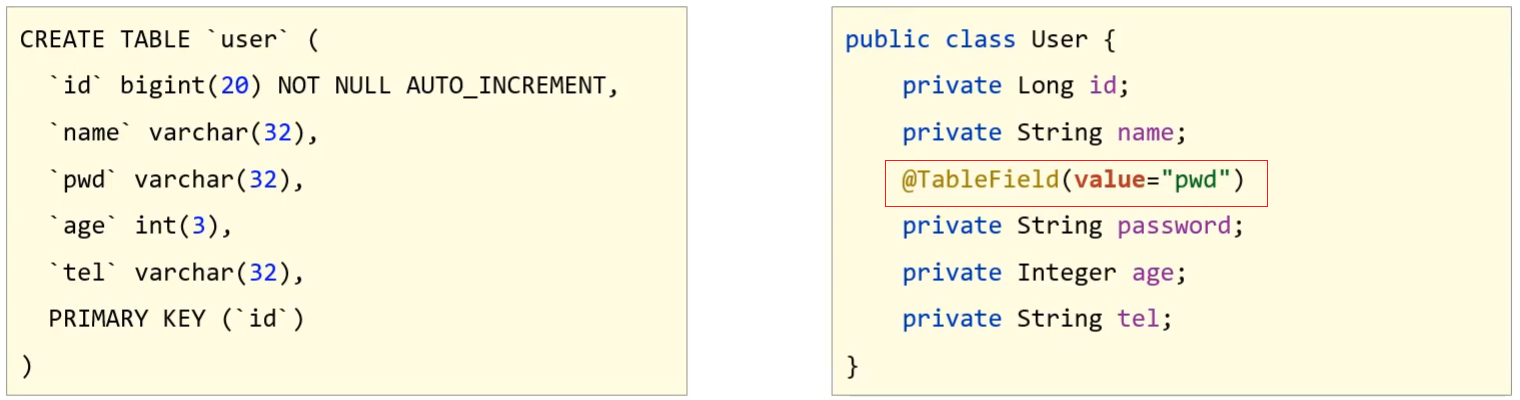 CREATE TABLE `user` (
  `id` bigint(20) NOT NULL AUTO_INCREMENT,
  `name` varchar(32),
  `pwd` varchar(32),
  `age` int(3),
  `tel` varchar(32),
  PRIMARY KEY (`id`)
)
public class User {
    private Long id;
    private String name;
    @TableField(value="pwd")
    private String password;
    private Integer age;
    private String tel;
}